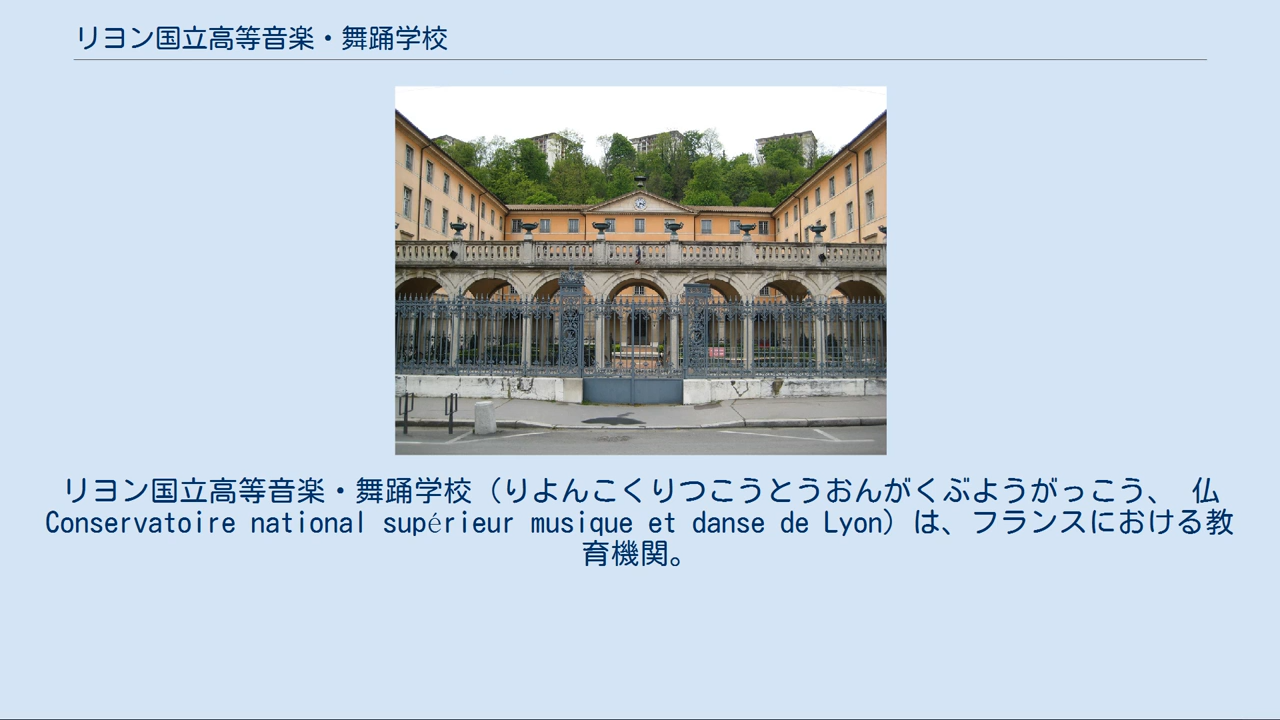 リヨン国立高等音楽・舞踊学校
リヨン国立高等音楽・舞踊学校（りよんこくりつこうとうおんがくぶようがっこう、 仏
Conservatoire national supérieur musique et danse de Lyon）は、フランスにおける教
育機関。